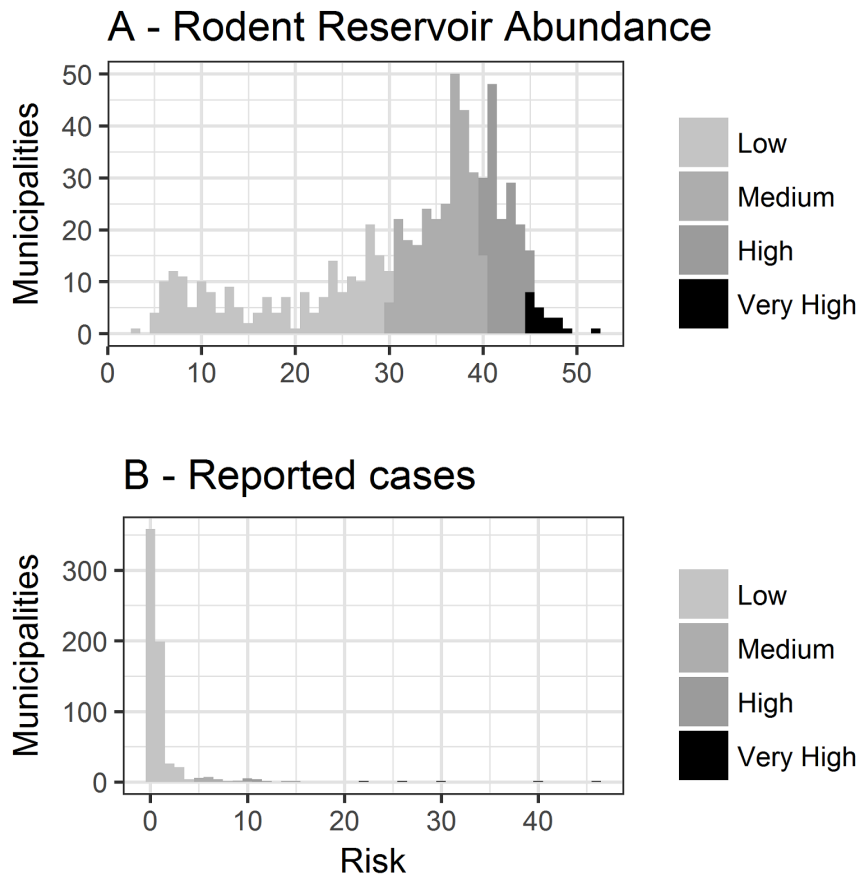 A - Rodent Reservoir Abundance
Municipalities
50
40
30
20
10
0
0 10 20 30 40 50
Low
Medium
High
Very High
B - Reported cases
Municipalities
300
200
100
0
0 10 20 30 40
Risk
Low
Medium
High
Very High